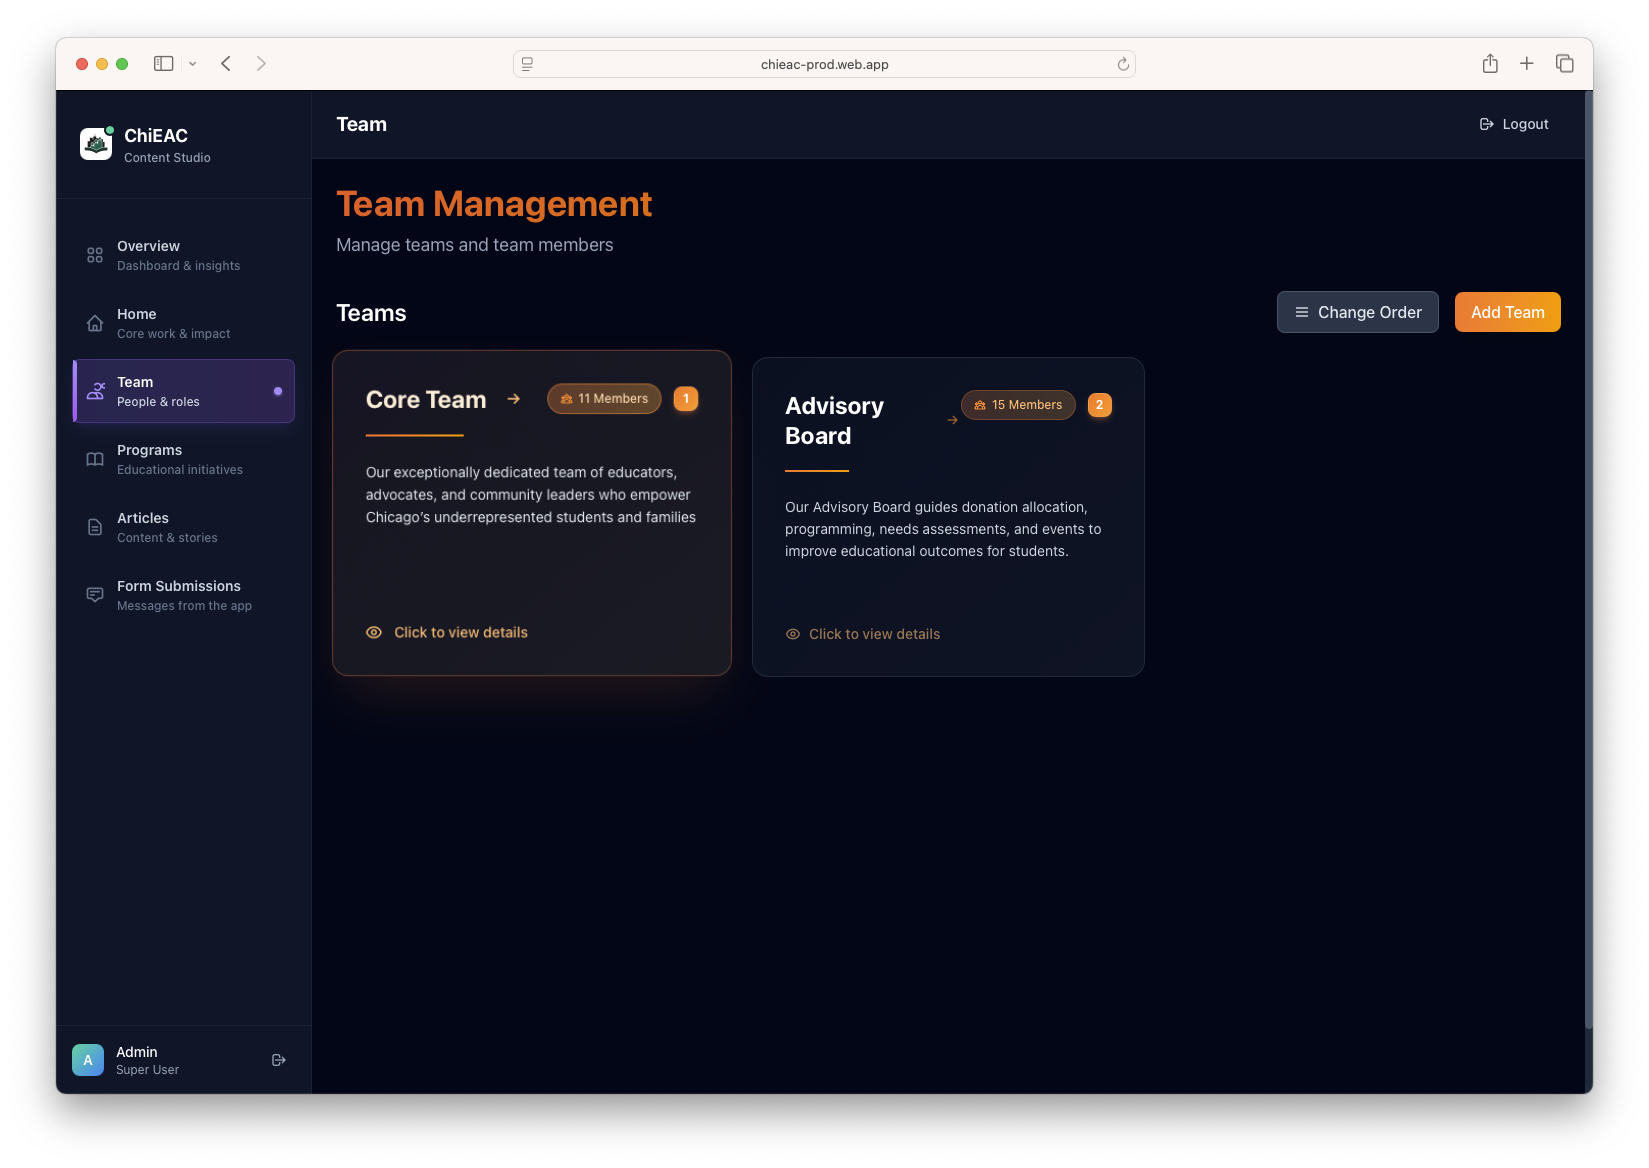 chieac-prod.web.app
ChiEAC
Content Studio
Overview
Dashboard & insights
Home
Core work & impact
Team
People & roles
Programs
Educational initiatives
Articles
Content & stories
Form Submissions
Messages from the app
A
Admin
Super User
Team
Logout
Team Management
Manage teams and team members
Teams
Change Order
Add Team
Core Team
11 Members
1
Our exceptionally dedicated team of educators,
advocates, and community leaders who empower
Chicago's underrepresented students and families
Click to view details
Advisory
Board
15 Members
2
Our Advisory Board guides donation allocation,
programming, needs assessments, and events to
improve educational outcomes for students.
Click to view details